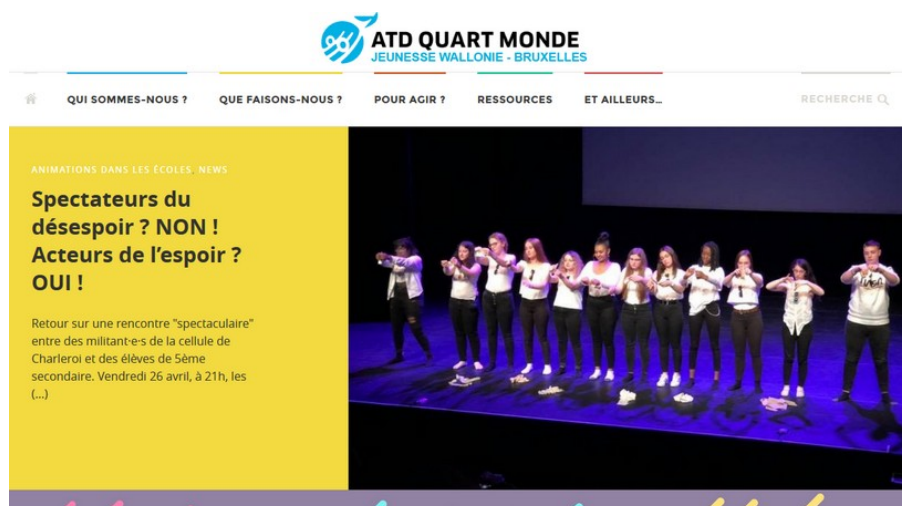 ATD QUART MONDE
JEUNESSE WALLONIE - BRUXELLES
QUI SOMMES-NOUS ?
QUE FAISONS-NOUS ?
POUR AGIR ?
RESSOURCES
ET AILLEURS...
RECHERCHE
ANIMATIONS DANS LES ÉCOLES, NEWS
Spectateurs du
désespoir ? NON !
Acteurs de l'espoir ?
OUI !
Retour sur une rencontre "spectaculaire"
entre des militant·e·s de la cellule de
Charleroi et des élèves de 5ème
secondaire. Vendredi 26 avril, à 21h, les
(...)